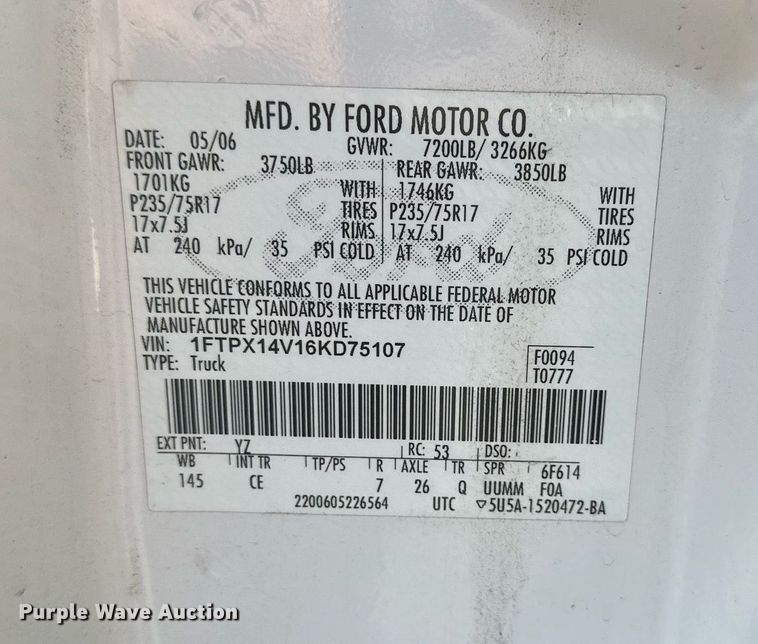 MFD. BY FORD MOTOR CO.
DATE: 05/06 GVWR: 7200LB/ 3266KG
FRONT GAWR: 3750LB REAR GAWR: 3850LB
1701KG WITH 1746KG WITH
P235/75R17 TIRES P235/75R17 TIRES
17x7.5J RIMS 17x7.5J RIMS
AT 240 kPa/ 35 PSI COLD AT 240 kPa/ 35 PSI COLD
THIS VEHICLE CONFORMS TO ALL APPLICABLE FEDERAL MOTOR
VEHICLE SAFETY STANDARDS IN EFFECT ON THE DATE OF
MANUFACTURE SHOWN ABOVE.
VIN: 1FTPX14V16KD75107
TYPE: Truck
F0094
T0777
EXT PNT: YZ RC: 53 DSO:
WB INT TR TP/PS R AXLE TR SPR 6F614
145 CE 7 26 Q UUMM FOA
2200605226564 UTC ▽5U5A-1520472-BA
Ford
Purple Wave Auction